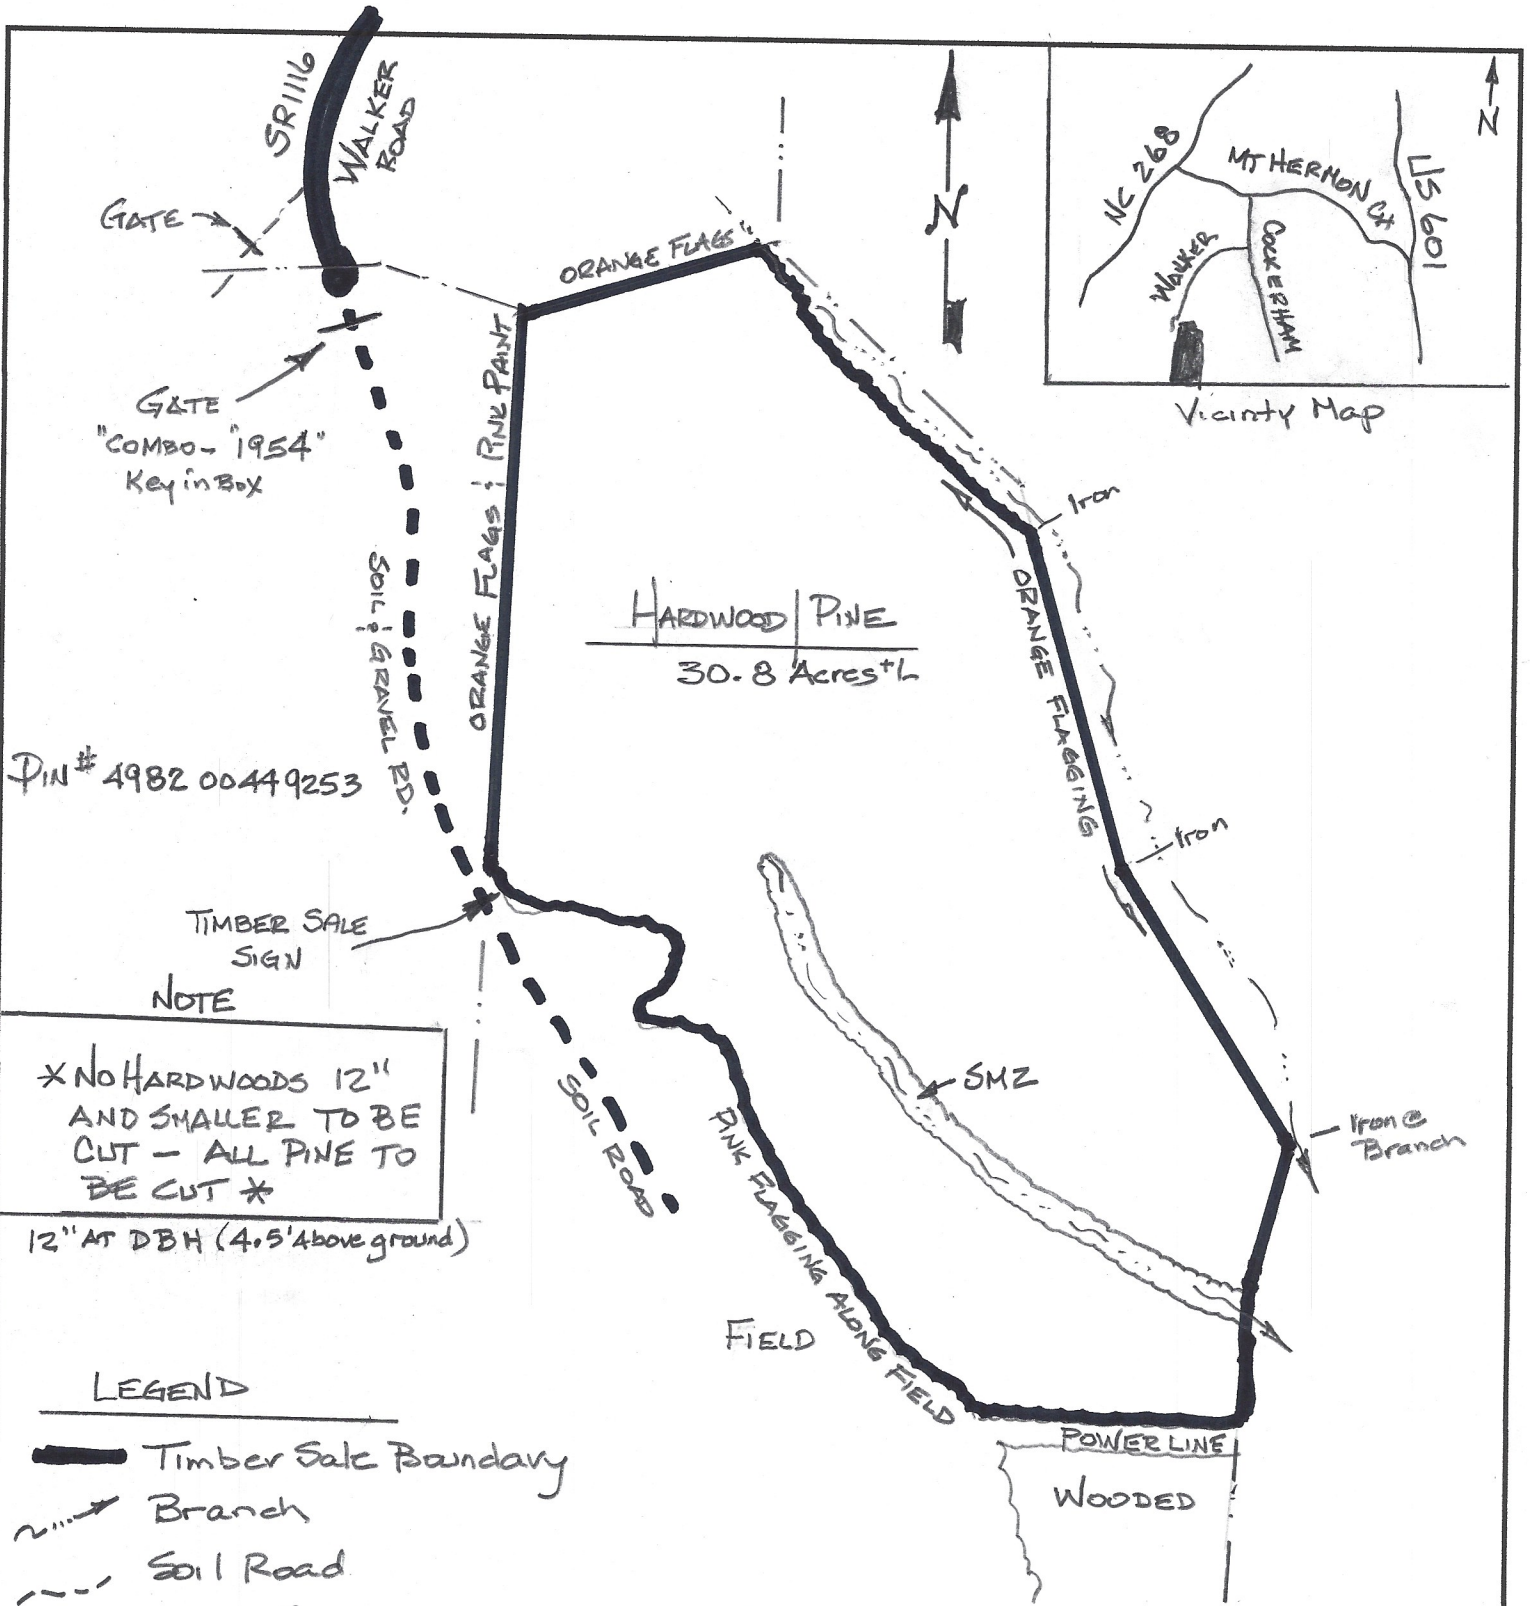 SR1116
WALKER
ROAD
GATE
GATE
"COMBO- "1954"
Key in Box
SOIL & GRAVEL RD.
ORANGE FLAGS & PINK PAINT
ORANGE FLAGS
N
N
NC 268
MT HERMON CH
US 601
WALKER
COCKERHAM
Vicinty Map
Iron
ORANGE FLAGGING
HARDWOOD | PINE
30.8 Acres +/-
PIN # 4982 00449253
Iron
TIMBER SALE
SIGN
NOTE
* NO HARDWOODS 12"
AND SMALLER TO BE
CUT - ALL PINE TO
BE CUT *
12" AT DBH (4.5' Above ground)
SOIL ROAD
SMZ
Iron @
Branch
PINK FLAGGING ALONG FIELD
FIELD
POWERLINE
WOODED
LEGEND
Timber Sale Boundary
Branch
Soil Road